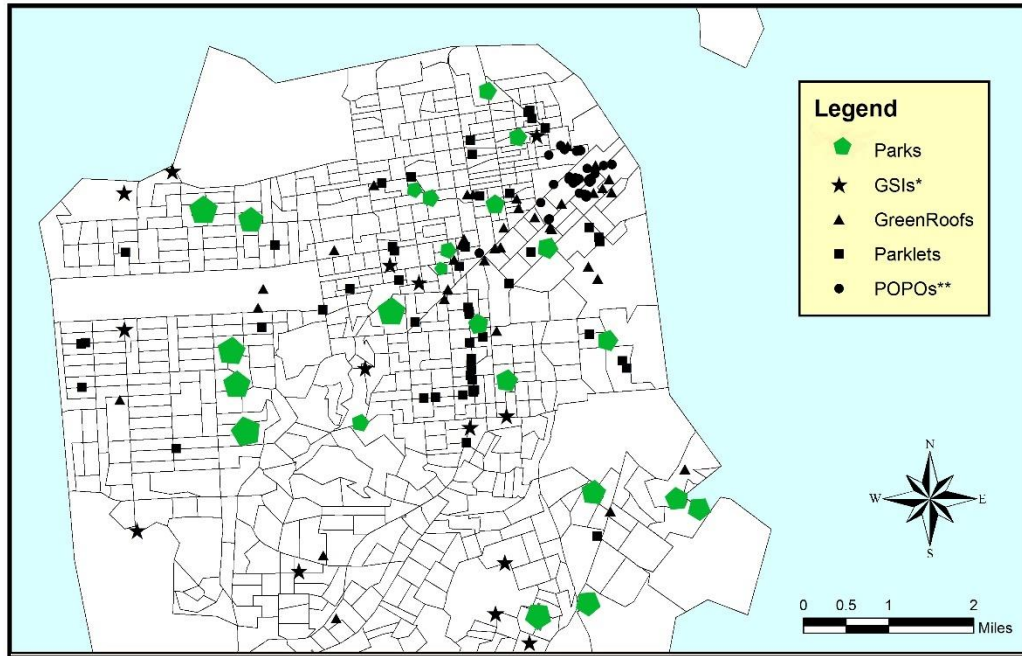 Legend
Parks
GSIs*
GreenRoofs
Parklets
POPOs**
N
W E
S
0 0.5 1 2
Miles